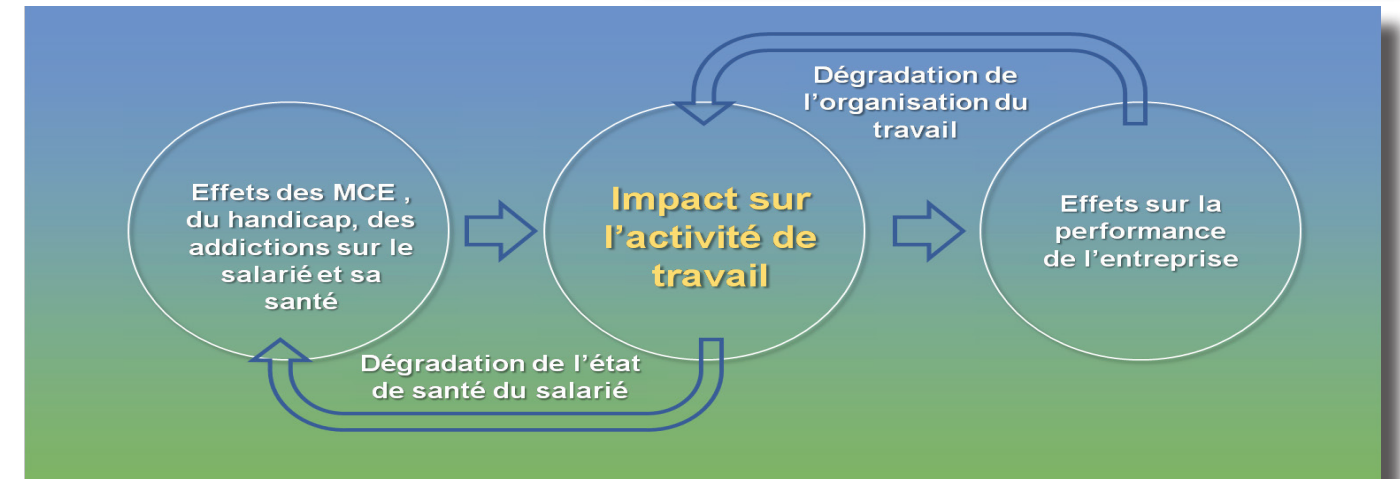 Effets des MCE ,
du handicap, des
addictions sur le
salarié et sa
santé
Impact sur
l’activité de
travail
Dégradation de
l’organisation du
travail
Effets sur la
performance
de l’entreprise
Dégradation de l’état
de santé du salarié